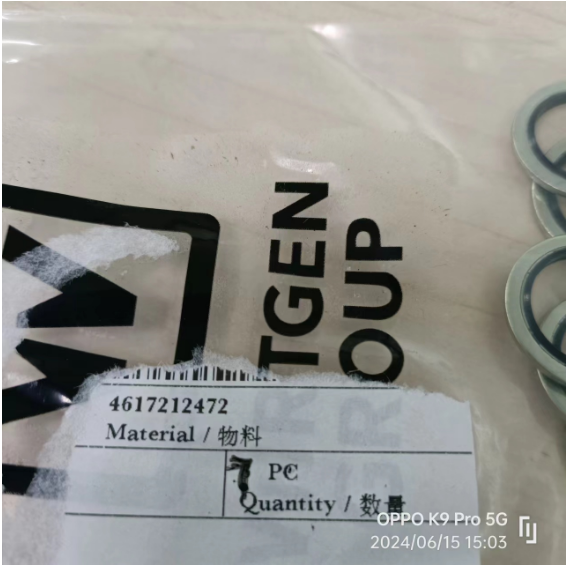 TGEN
OUP
4617212472
Material / 物料
7 PC
Quantity / 数量
OPPO K9 Pro 5G
2024/06/15 15:03